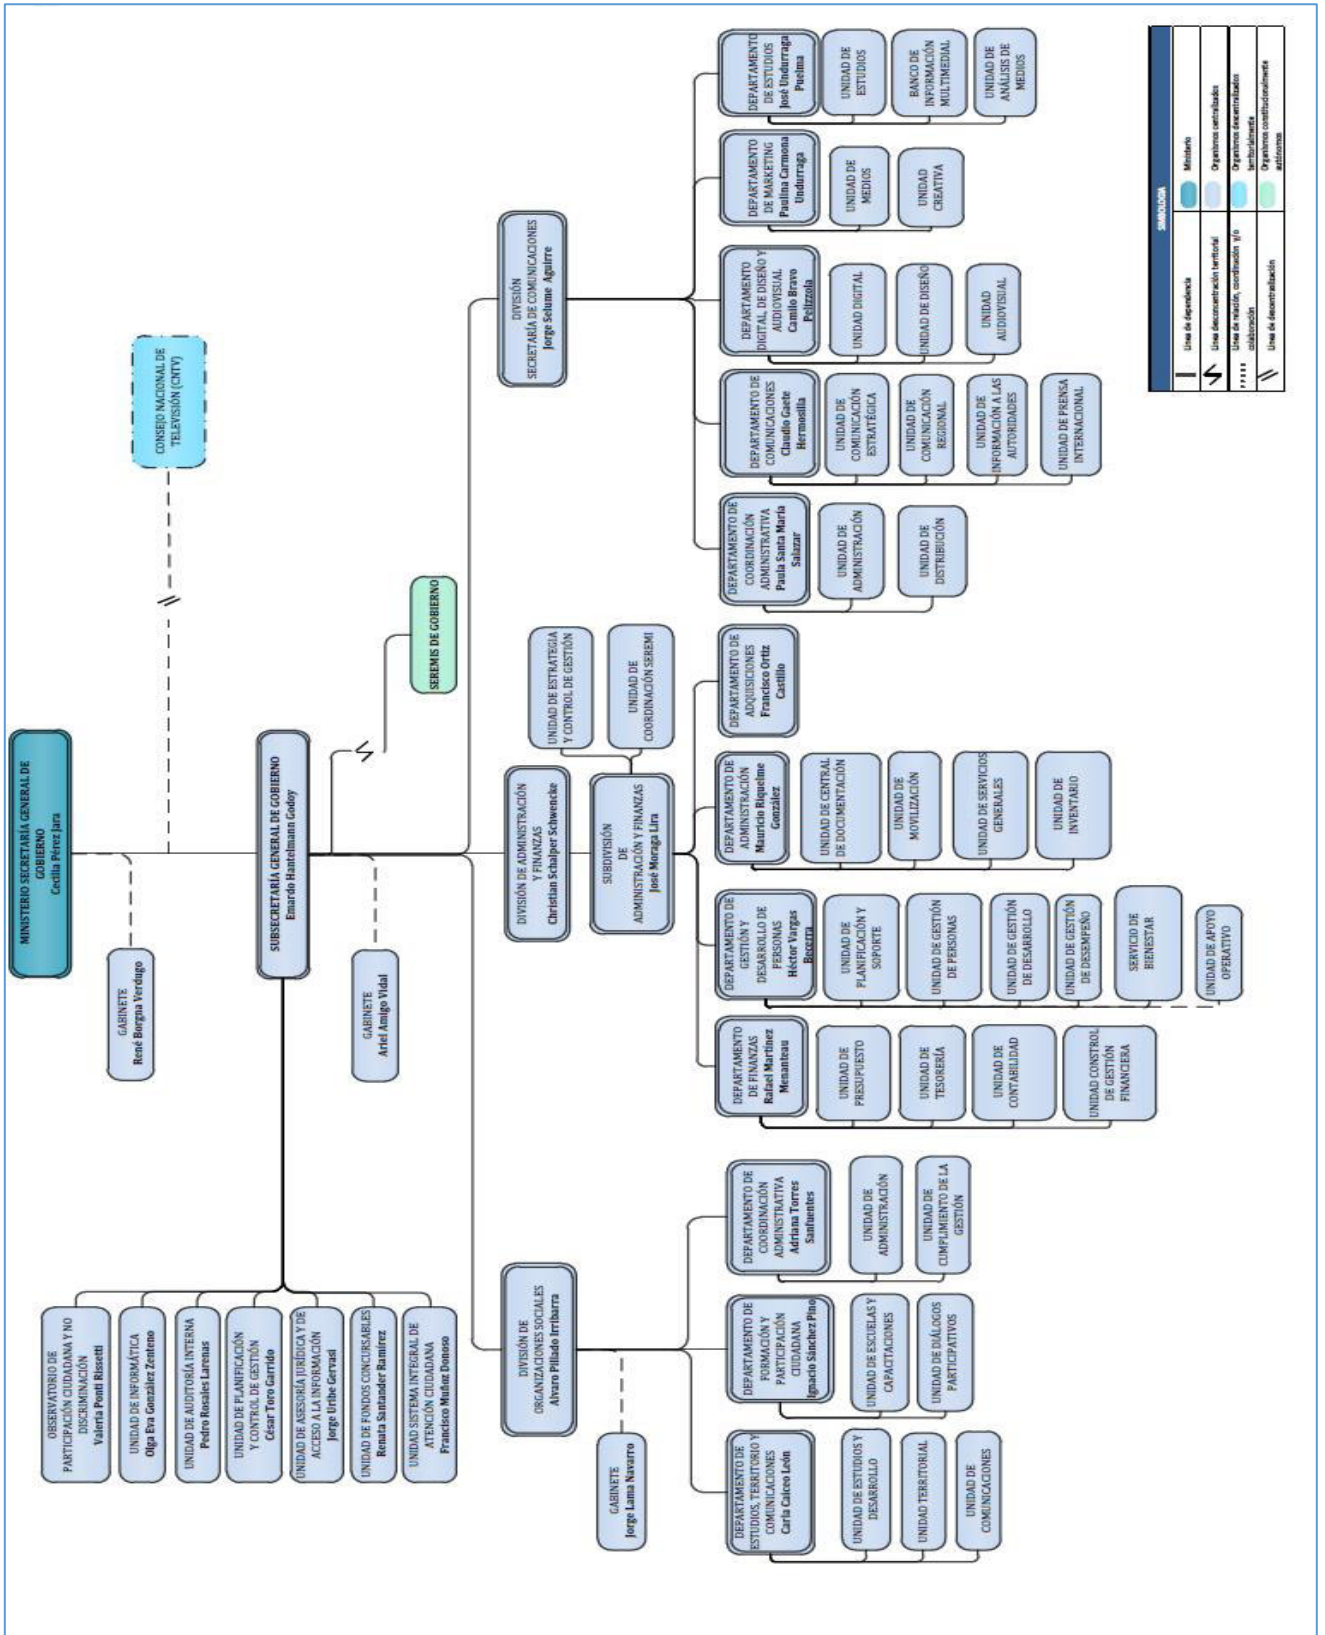 MINISTERIO SECRETARÍA GENERAL DE
GOBIERNO
Cecilia Pérez Jara
GABINETE
René Borgna Verdugo
CONSEJO NACIONAL DE
TELEVISIÓN (CNTV)
SUBSECRETARÍA GENERAL DE GOBIERNO
Emardo Hantelmann Godoy
GABINETE
Ariel Amigo Vidal
SEREMIS DE GOBIERNO
OBSERVATORIO DE
PARTICIPACIÓN CIUDADANA Y NO
DISCRIMINACIÓN
Valeria Ponti Rissetti
UNIDAD DE INFORMÁTICA
Olga Eva González Zenteno
UNIDAD DE AUDITORÍA INTERNA
Pedro Rosales Larenas
UNIDAD DE PLANIFICACIÓN
Y CONTROL DE GESTIÓN
César Toro Garrido
UNIDAD DE ASESORÍA JURÍDICA Y DE
ACCESO A LA INFORMACIÓN
Jorge Uribe Gervasi
UNIDAD DE FONDOS CONCURSABLES
Renata Santander Ramírez
UNIDAD SISTEMA INTEGRAL DE
ATENCIÓN CIUDADANA
Francisco Muñoz Donoso
DIVISIÓN DE
ORGANIZACIONES SOCIALES
Alvaro Pillado Irribarra
GABINETE
Jorge Lama Navarro
DEPARTAMENTO DE
ESTUDIOS, TERRITORIO Y
COMUNICACIONES
Carla Caiceo León
UNIDAD DE ESTUDIOS Y
DESARROLLO
UNIDAD TERRITORIAL
UNIDAD DE
COMUNICACIONES
DEPARTAMENTO DE
FORMACIÓN Y
PARTICIPACIÓN
CIUDADANA
Ignacio Sánchez Pino
UNIDAD DE ESCUELAS Y
CAPACITACIONES
UNIDAD DE DIÁLOGOS
PARTICIPATIVOS
DEPARTAMENTO DE
COORDINACIÓN
ADMINISTRATIVA
Adriana Torres
Sanfuentes
UNIDAD DE
ADMINISTRACIÓN
UNIDAD DE
CUMPLIMIENTO DE LA
GESTIÓN
DIVISIÓN DE ADMINISTRACIÓN
Y FINANZAS
Christian Schalper Schwencke
SUBDIVISIÓN
DE
ADMINISTRACIÓN Y FINANZAS
José Moraga Lira
UNIDAD DE ESTRATEGIA
Y CONTROL DE GESTIÓN
UNIDAD DE
COORDINACIÓN SEREMI
DEPARTAMENTO
DE FINANZAS
Rafael Martínez
Menanteau
UNIDAD DE
PRESUPUESTO
UNIDAD DE
TESORERÍA
UNIDAD DE
CONTABILIDAD
UNIDAD CONSTROL
DE GESTIÓN
FINANCIERA
DEPARTAMENTO DE
GESTIÓN Y
DESARROLLO DE
PERSONAS
Héctor Vargas
Becerra
UNIDAD DE
PLANIFICACIÓN Y
SOPORTE
UNIDAD DE GESTIÓN
DE PERSONAS
UNIDAD DE GESTIÓN
DE DESARROLLO
UNIDAD DE GESTIÓN
DE DESEMPEÑO
SERVICIO DE
BIENESTAR
UNIDAD DE APOYO
OPERATIVO
DEPARTAMENTO DE
ADMINISTRACIÓN
Mauricio Riquelme
González
UNIDAD DE CENTRAL
DE DOCUMENTACIÓN
UNIDAD DE
MOVILIZACIÓN
UNIDAD DE SERVICIOS
GENERALES
UNIDAD DE
INVENTARIO
DEPARTAMENTO DE
ADQUISICIONES
Francisco Ortiz
Castillo
DIVISIÓN
SECRETARÍA DE COMUNICACIONES
Jorge Selume Aguirre
DEPARTAMENTO DE
COORDINACIÓN
ADMINISTRATIVA
Paula Santa María
Salazar
UNIDAD DE
ADMINISTRACIÓN
UNIDAD DE
DISTRIBUCIÓN
DEPARTAMENTO DE
COMUNICACIONES
Claudio Gaete
Hermosilla
UNIDAD DE
COMUNICACIÓN
ESTRATÉGICA
UNIDAD DE
COMUNICACIÓN
REGIONAL
UNIDAD DE
INFORMACIÓN A LAS
AUTORIDADES
UNIDAD DE PRENSA
INTERNACIONAL
DEPARTAMENTO
DIGITAL, DE DISEÑO Y
AUDIOVISUAL
Camilo Bravo
Pelizzola
UNIDAD DIGITAL
UNIDAD DE DISEÑO
UNIDAD
AUDIOVISUAL
DEPARTAMENTO
DE MARKETING
Paulina Carmona
Undurraga
UNIDAD DE
MEDIOS
UNIDAD
CREATIVA
DEPARTAMENTO
DE ESTUDIOS
José Undurraga
Puelma
UNIDAD DE
ESTUDIOS
BANCO DE
INFORMACIÓN
MULTIMEDIAL
UNIDAD DE
ANÁLISIS DE
MEDIOS
SIMBOLOGIA
Línea de dependencia
Ministerio
Línea desconcentración territorial
Organismos centralizados
Línea de relación, coordinación y/o
colaboración
Organismos descentralizados
territorialmente
Línea de descentralización
Organismos constitucionalmente
autónomos